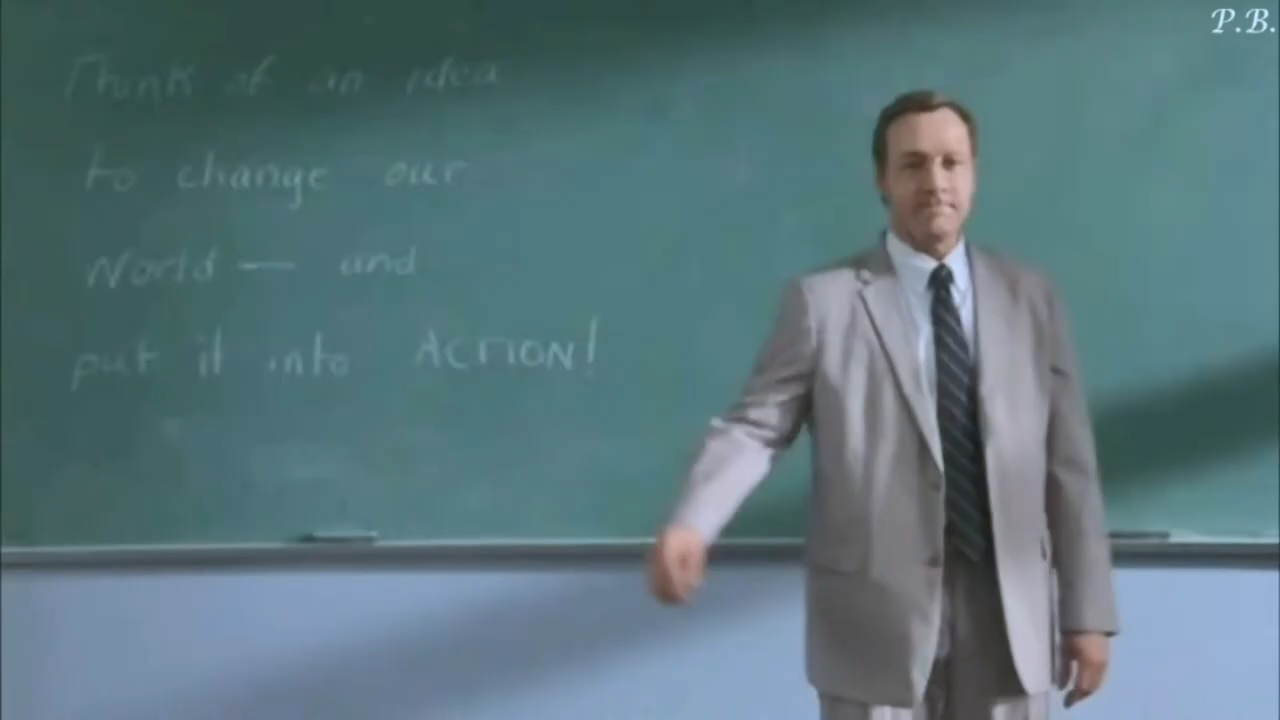 P.B.
Think of an idea
to change our
World — and
put it into ACTION!